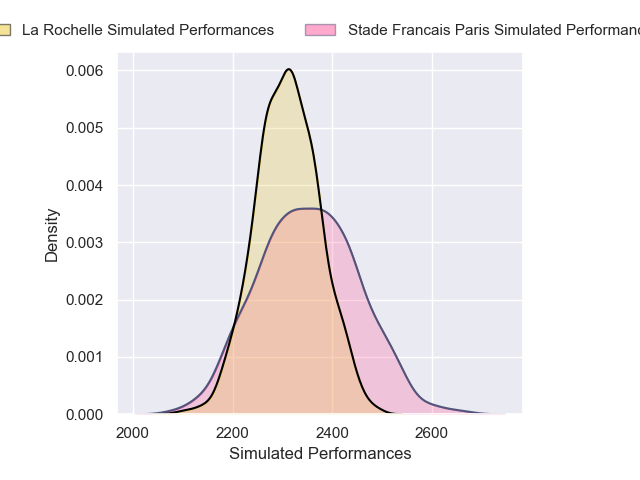 La Rochelle Simulated Performances
Stade Francais Paris Simulated
0.006
0.005
0.004
0.003
0.002
0.001
0.000
Density
2000 2200 2400 2600
Simulated Performances